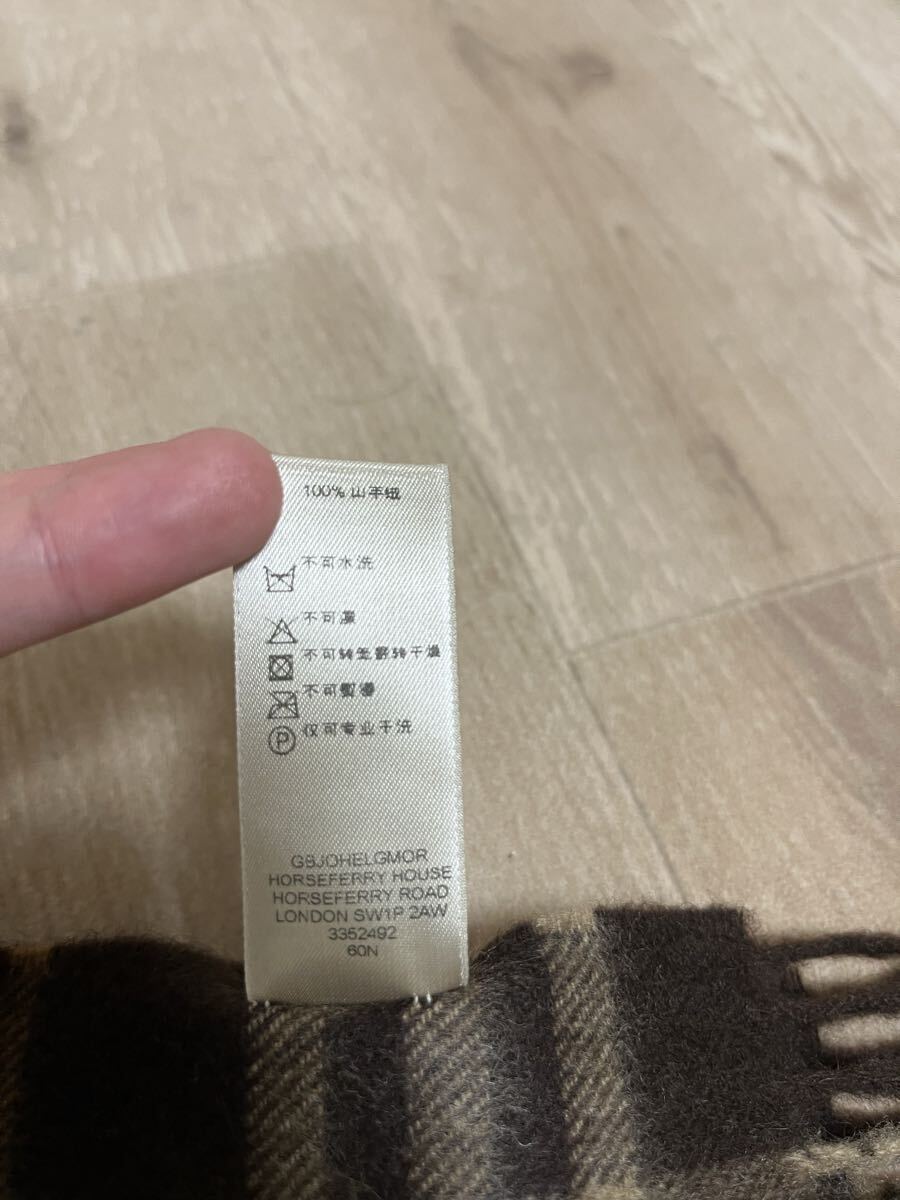 100% 山羊绒
不可水洗
不可漂
不可转笼翻转干燥
不可熨烫
P
仅可专业干洗
GBJOHELGMOR
HORSEFERRY HOUSE
HORSEFERRY ROAD
LONDON SW1P 2AW
3352492
60N